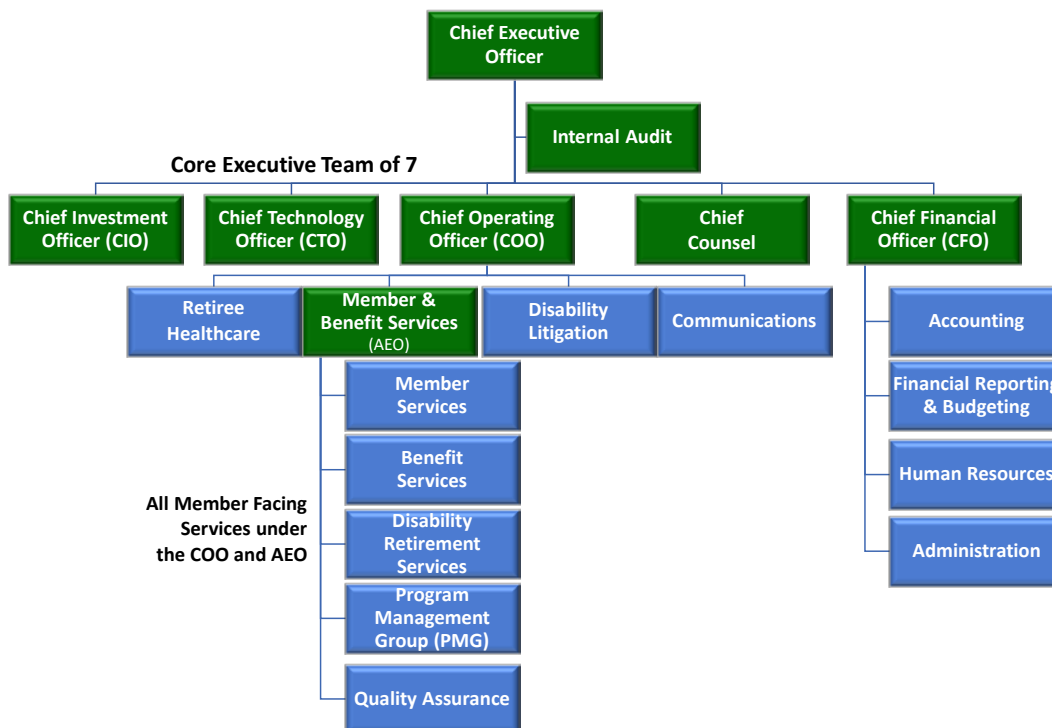 Chief Executive
Officer
Internal Audit
Core Executive Team of 7
Chief Investment
Officer (CIO)
Chief Technology
Officer (CTO)
Chief Operating
Officer (COO)
Chief
Counsel
Chief Financial
Officer (CFO)
Retiree
Healthcare
Member &
Benefit Services
(AEO)
Disability
Litigation
Communications
Accounting
Member
Services
Financial Reporting
& Budgeting
Benefit
Services
Human Resources
All Member Facing
Services under
the COO and AEO
Disability
Retirement
Services
Administration
Program
Management
Group (PMG)
Quality Assurance